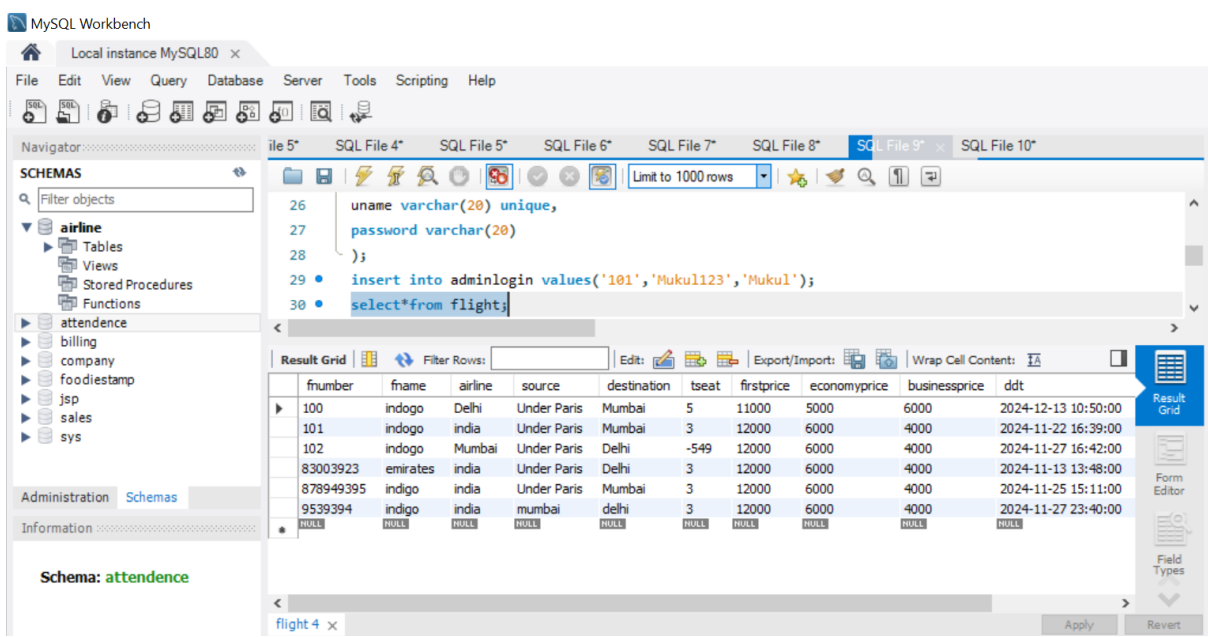 MySQL Workbench
Local instance MySQL80
File Edit View Query Database Server Tools Scripting Help
Navigator
SCHEMAS
Filter objects
airline
Tables
Views
Stored Procedures
Functions
attendence
billing
company
foodiestamp
jsp
sales
sys
Administration Schemas
Information
Schema: attendence
ile 5* SQL File 4* SQL File 5* SQL File 6* SQL File 7* SQL File 8* SQL File 9* SQL File 10*
Limit to 1000 rows
26 uname varchar(20) unique,
27 password varchar(20)
28 );
29 insert into adminlogin values('101','Mukul123','Mukul');
30 select*from flight;
Result Grid Filter Rows: Edit: Export/Import: Wrap Cell Content: IA
fnumber fname airline source destination tseat firstprice economyprice businessprice ddt
100 indogo Delhi Under Paris Mumbai 5 11000 5000 6000 2024-12-13 10:50:00
101 indogo india Under Paris Mumbai 3 12000 6000 4000 2024-11-22 16:39:00
102 indogo Mumbai Under Paris Delhi -549 12000 6000 4000 2024-11-27 16:42:00
83003923 emirates india Under Paris Delhi 3 12000 6000 4000 2024-11-13 13:48:00
878949395 indigo india Under Paris Mumbai 3 12000 6000 4000 2024-11-25 15:11:00
9539394 indigo india mumbai delhi 3 12000 6000 4000 2024-11-27 23:40:00
NULL NULL NULL NULL NULL NULL NULL NULL NULL NULL
Result
Grid
Form
Editor
Field
Types
flight 4
Apply Revert